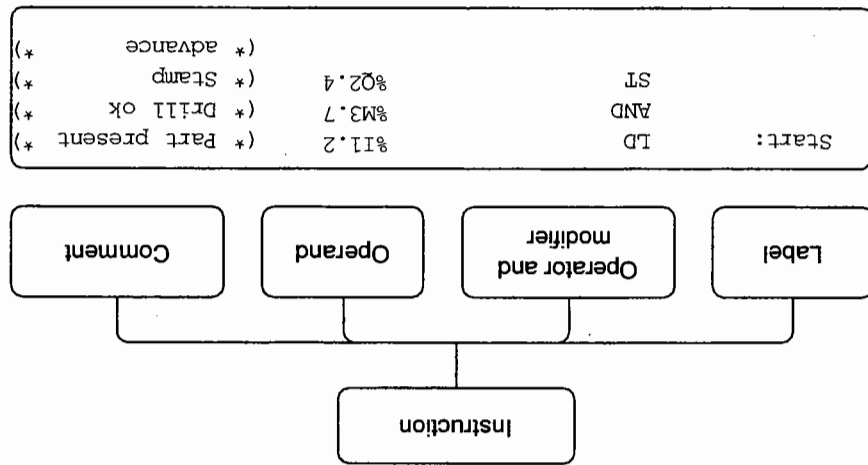 Instruction
Label
Operator and
modifier
Operand
Comment
Start: LD %I1.2 (* Part present *)
AND %M3.7 (* Drill ok *)
ST %Q2.4 (* Stamp *)
(* advance *)